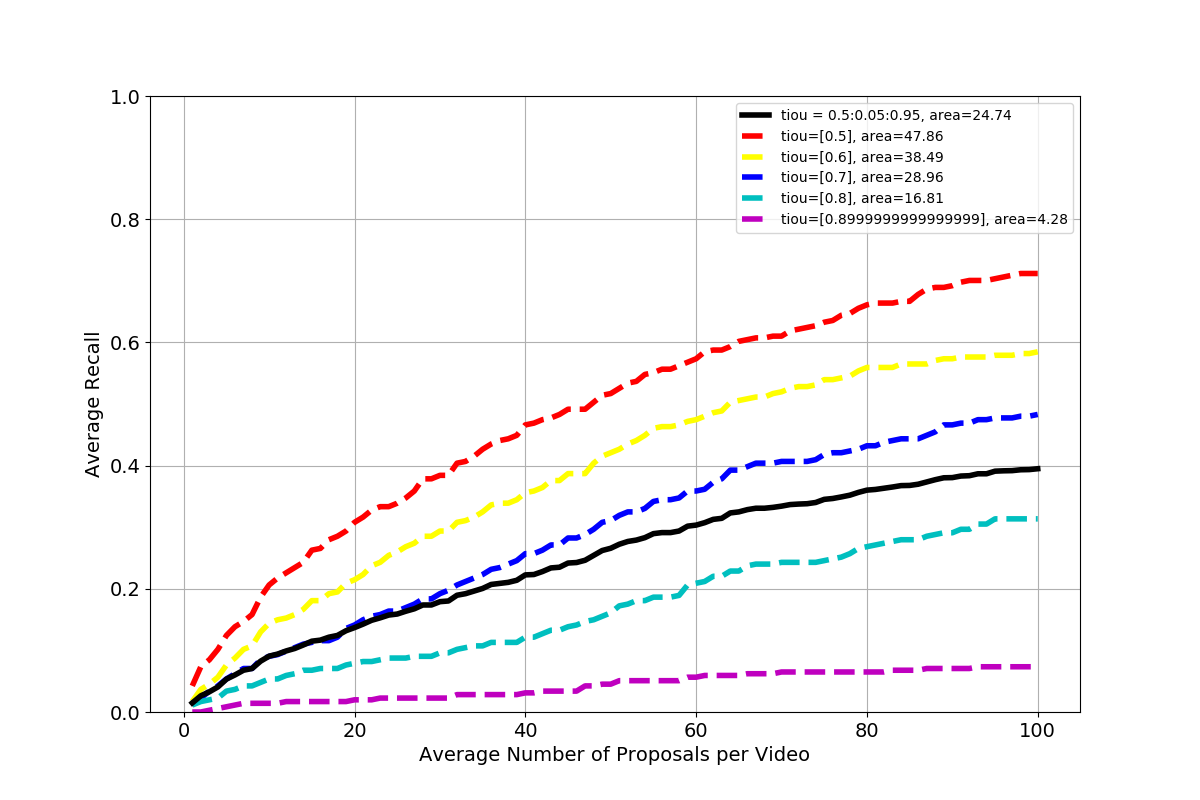 1.0
0.8
0.6
0.4
0.2
0.0
Average Recall
0
20
40
60
80
100
Average Number of Proposals per Video
tiou = 0.5:0.05:0.95, area=24.74
tiou=[0.5], area=47.86
tiou=[0.6], area=38.49
tiou=[0.7], area=28.96
tiou=[0.8], area=16.81
tiou=[0.8999999999999999], area=4.28